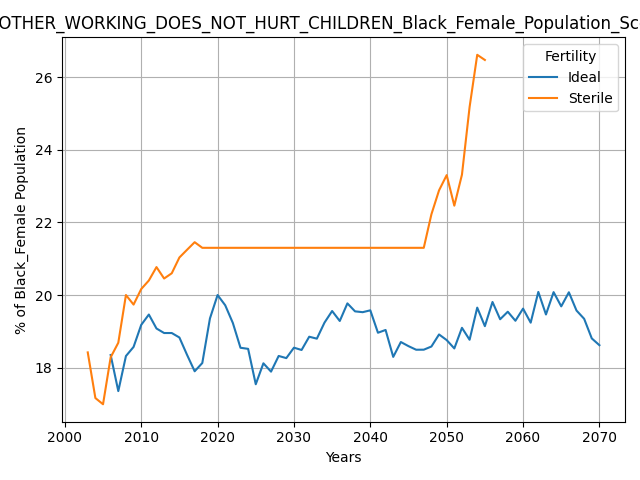 OTHER_WORKING_DOES_NOT_HURT_CHILDREN_Black_Female_Population_Sc
Fertility
Ideal
Sterile
% of Black_Female Population
26
24
22
20
18
2000 2010 2020 2030 2040 2050 2060 2070
Years